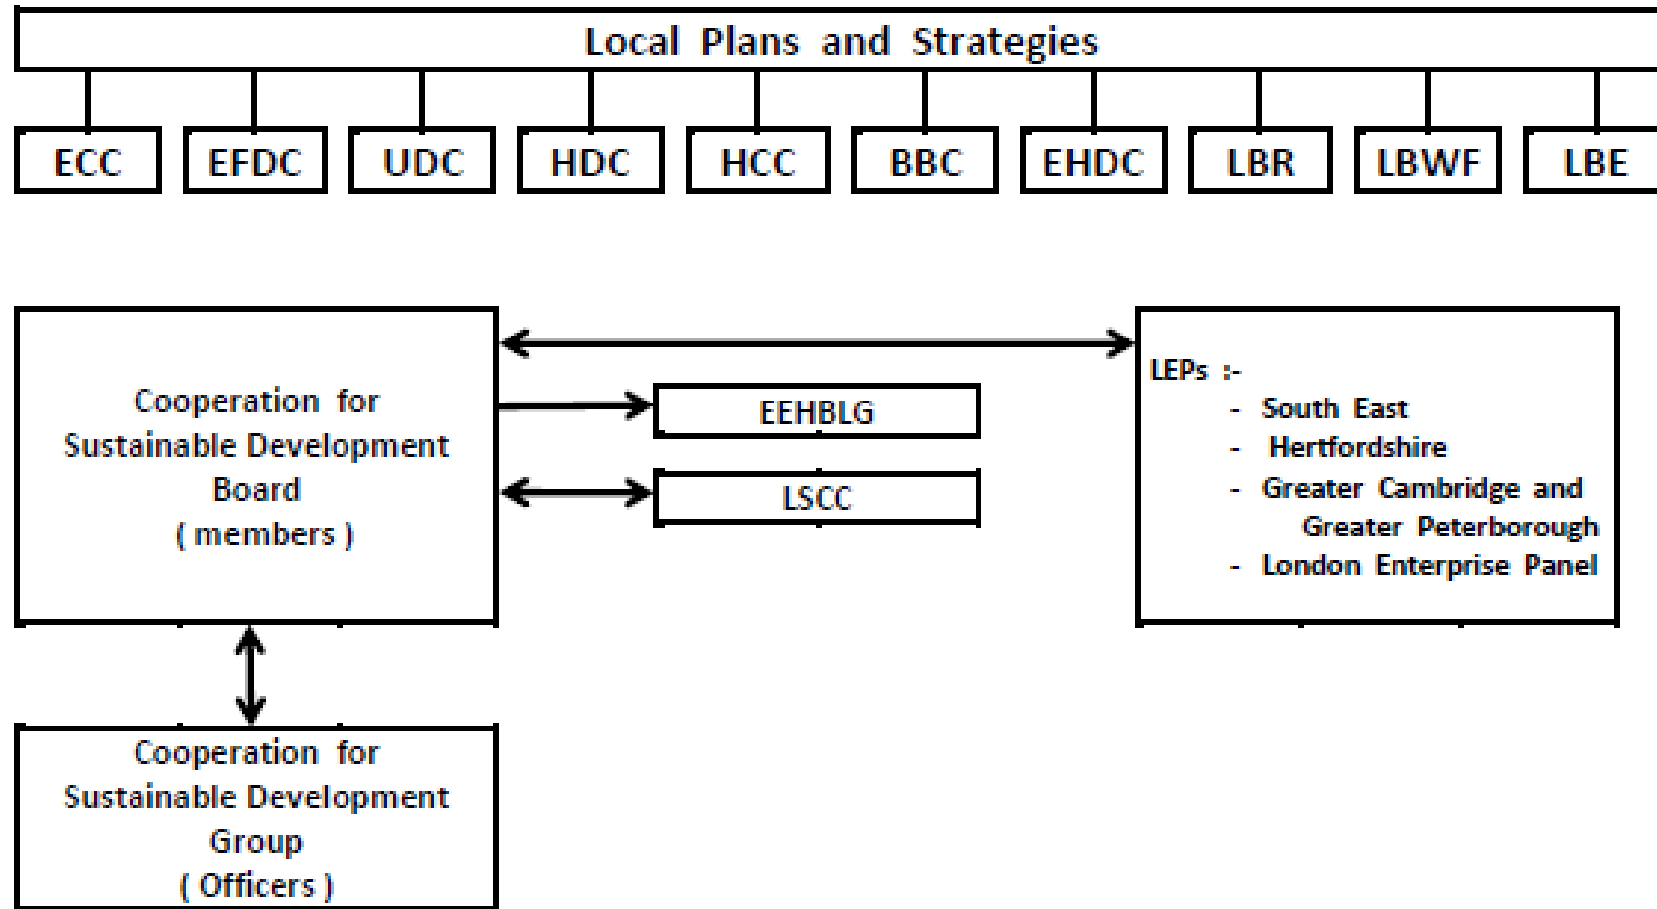 Local Plans and Strategies
ECC EFDC UDC HDC HCC BBC EHDC LBR LBWF LBE
Cooperation for
Sustainable Development
Board
( members )
EEHBLG
LSCC
LEPs :-
- South East
- Hertfordshire
- Greater Cambridge and
Greater Peterborough
- London Enterprise Panel
Cooperation for
Sustainable Development
Group
( Officers )